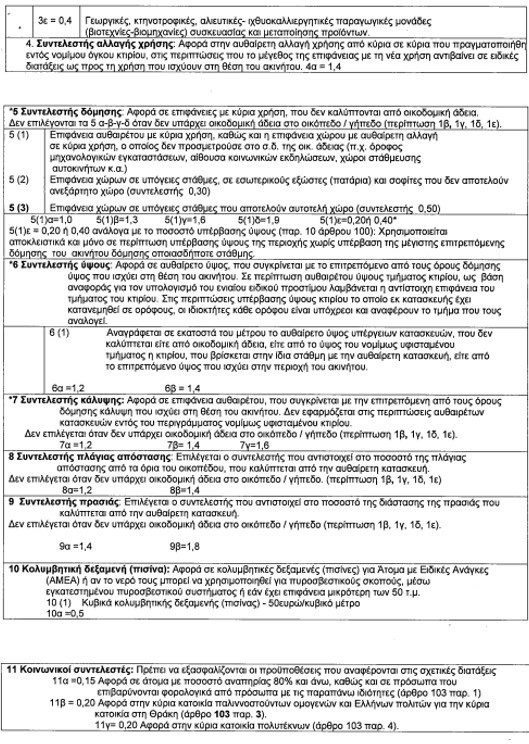 3ε = 0,4
Γεωργικές, κτηνοτροφικές, αλιευτικές- ιχθυοκαλλιεργητικές παραγωγικές μονάδες
(βιοτεχνίες-βιομηχανίες) συσκευασίας και μεταποίησης προϊόντων.
4. Συντελεστής αλλαγής χρήσης: Αφορά στην αυθαίρετη αλλαγή χρήσης από κύρια σε κύρια που πραγματοποιήθη
εντός νομίμου όγκου κτιρίου, στις περιπτώσεις που το μέγεθος της επιφάνειας με τη νέα χρήση αντιβαίνει σε ειδικές
διατάξεις ως προς τη χρήση που ισχύουν στη θέση του ακινήτου. 4α = 1,4
*5 Συντελεστής δόμησης: Αφορά σε επιφάνειες με κύρια χρήση, που δεν καλύπτονται από οικοδομική άδεια.
Δεν επιλέγονται τα 5 α-β-γ-δ όταν δεν υπάρχει οικοδομική άδεια στο οικόπεδο / γήπεδο (περίπτωση 1β, 1γ, 1δ, 1ε).
5 (1) Επιφάνεια αυθαιρέτου με κύρια χρήση, καθώς και η επιφάνεια χώρου με αυθαίρετη αλλαγή
σε κύρια χρήση, ο οποίος δεν προσμετρούσε στο σ.δ. της οικ. άδειας (π.χ. όροφος
μηχανολογικών εγκαταστάσεων, αίθουσα κοινωνικών εκδηλώσεων, χώροι στάθμευσης
αυτοκινήτων κ.α.)
5 (2) Επιφάνεια χώρων σε υπόγειες στάθμες, σε εσωτερικούς εξώστες (πατάρια) και σοφίτες που δεν αποτελούν
ανεξάρτητο χώρο (συντελεστής 0,30)
5 (3) Επιφάνεια χώρων σε υπόγειες στάθμες που αποτελούν αυτοτελή χώρο (συντελεστής 0,50)
5(1)α=1,0 5(1)β=1,3 5(1)γ=1,6 5(1)δ=1,9 5(1)ε=0,20ή 0,40*
5(1)ε = 0,20 ή 0,40 ανάλογα με το ποσοστό υπέρβασης ύψους (παρ. 10 άρθρου 100): Χρησιμοποιείται
αποκλειστικά και μόνο σε περίπτωση υπέρβασης ύψους της περιοχής χωρίς υπέρβαση της μέγιστη επιτρεπόμενης
δόμησης του ακινήτου δόμησης οποιασδήποτε στάθμης.
*6 Συντελεστής ύψους: Αφορά σε αυθαίρετο ύψος, που συγκρίνεται με το επιτρεπόμενο από τους όρους δόμησης
ύψος που ισχύει στη θέση του ακινήτου. Σε περίπτωση αυθαιρέτου ύψους τμήματος κτιρίου, ως βάση
αναφοράς για τον υπολογισμό του ενιαίου ειδικού προστίμου λαμβάνεται η αντίστοιχη επιφάνεια του
τμήματος του κτιρίου. Στις περιπτώσεις υπέρβασης ύψους κτιρίου το οποίο εκ κατασκευής έχει
κατανεμηθεί σε ορόφους, οι ιδιοκτήτες κάθε ορόφου είναι υπόχρεοι και αναφέρουν το τμήμα που τους
αναλογεί.
6 (1) Αναγράφεται σε εκατοστά του μέτρου το αυθαίρετο ύψος υπέργειων κατασκευών, που δεν
καλύπτεται είτε από οικοδομική άδεια, είτε από το ύψος του νομίμως υφισταμένου
τμήματος η κτιρίου, που βρίσκεται στην ίδια στάθμη με την αυθαίρετη κατασκευή, είτε από
το επιτρεπόμενο ύψος που ισχύει στην περιοχή του ακινήτου.
6α =1,2 6β = 1,4
*7 Συντελεστής κάλυψης: Αφορά σε επιφάνεια αυθαιρέτου, που συγκρίνεται με την επιτρεπόμενη από τους όρους
δόμησης κάλυψη που ισχύει στη θέση του ακινήτου. Δεν εφαρμόζεται στις περιπτώσεις αυθαιρέτων
κατασκευών εντός του περιγράμματος νομίμως υφισταμένου κτιρίου.
Δεν επιλέγεται όταν δεν υπάρχει οικοδομική άδεια στο οικόπεδο / γήπεδο (περίπτωση 1β, 1γ, 1δ, 1ε).
7α =1,2 7β= 1,4 7γ=1,6
8 Συντελεστής πλάγιας απόστασης: Επιλέγεται ο συντελεστής που αντιστοιχεί στο ποσοστό της πλάγιας
απόστασης από τα όρια του οικοπέδου, που καλύπτεται από την αυθαίρετη κατασκευή.
Δεν επιλέγεται όταν δεν υπάρχει οικοδομική άδεια στο οικόπεδο / γήπεδο. (περίπτωση 1β, 1γ, 1δ, 1ε)
8α=1,2 8β=1,4
9 Συντελεστής πρασιάς: Επιλέγεται ο συντελεστής που αντιστοιχεί στο ποσοστό της διάστασης της πρασιάς που
καλύπτεται από την αυθαίρετη κατασκευή.
Δεν επιλέγεται όταν δεν υπάρχει οικοδομική άδεια στο οικόπεδο / γήπεδο (περίπτωση 1β, 1γ, 1δ, 1ε).
9α =1,4 9β=1,8
10 Κολυμβητική δεξαμενή (πισίνα): Αφορά σε κολυμβητικές δεξαμενές (πισίνες) για Άτομα με Ειδικές Ανάγκες
(ΑΜΕΑ) ή αν το νερό τους μπορεί να χρησιμοποιηθεί για πυροσβεστικούς σκοπούς, μέσω
εγκατεστημένου πυροσβεστικού συστήματος ή εάν έχει επιφάνεια μικρότερη των 50 τ.μ.
10 (1) Κυβικά κολυμβητικής δεξαμενής (πισίνας) - 50ευρώ/κυβικό μέτρο
10α =0,5
11 Κοινωνικοί συντελεστές: Πρέπει να εξασφαλίζονται οι προϋποθέσεις που αναφέρονται στις σχετικές διατάξεις
11α =0,15 Αφορά σε άτομα με ποσοστό αναπηρίας 80% και άνω, καθώς και σε πρόσωπα που
επιβαρύνονται φορολογικά από πρόσωπα με τις παραπάνω ιδιότητες (άρθρο 103 παρ. 1)
11β = 0,20 Αφορά στην κύρια κατοικία παλιννοστούντων ομογενών και Ελλήνων πολιτών για την κύρια
κατοικία στη Θράκη (άρθρο 103 παρ. 3).
11γ= 0,20 Αφορά στην κύρια κατοικία πολυτέκνων (άρθρο 103 παρ. 4).